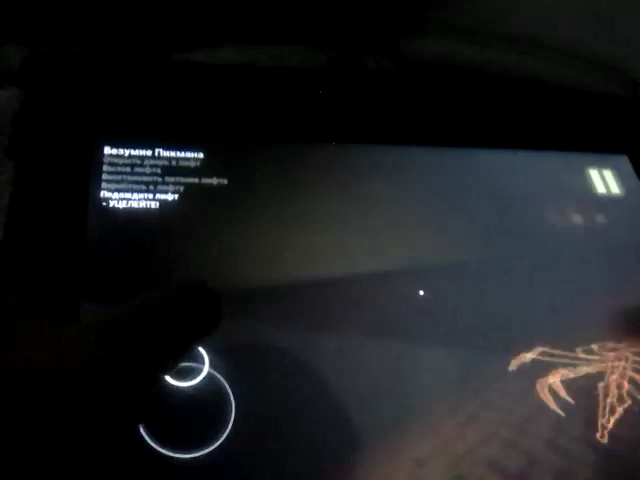 Безумие Пикмана
Открыть дверь в лифт
Вызов лифта
Восстановить питание лифта
Вернитесь к лифту
Подождите лифт
- УЦЕЛЕЙТЕ!